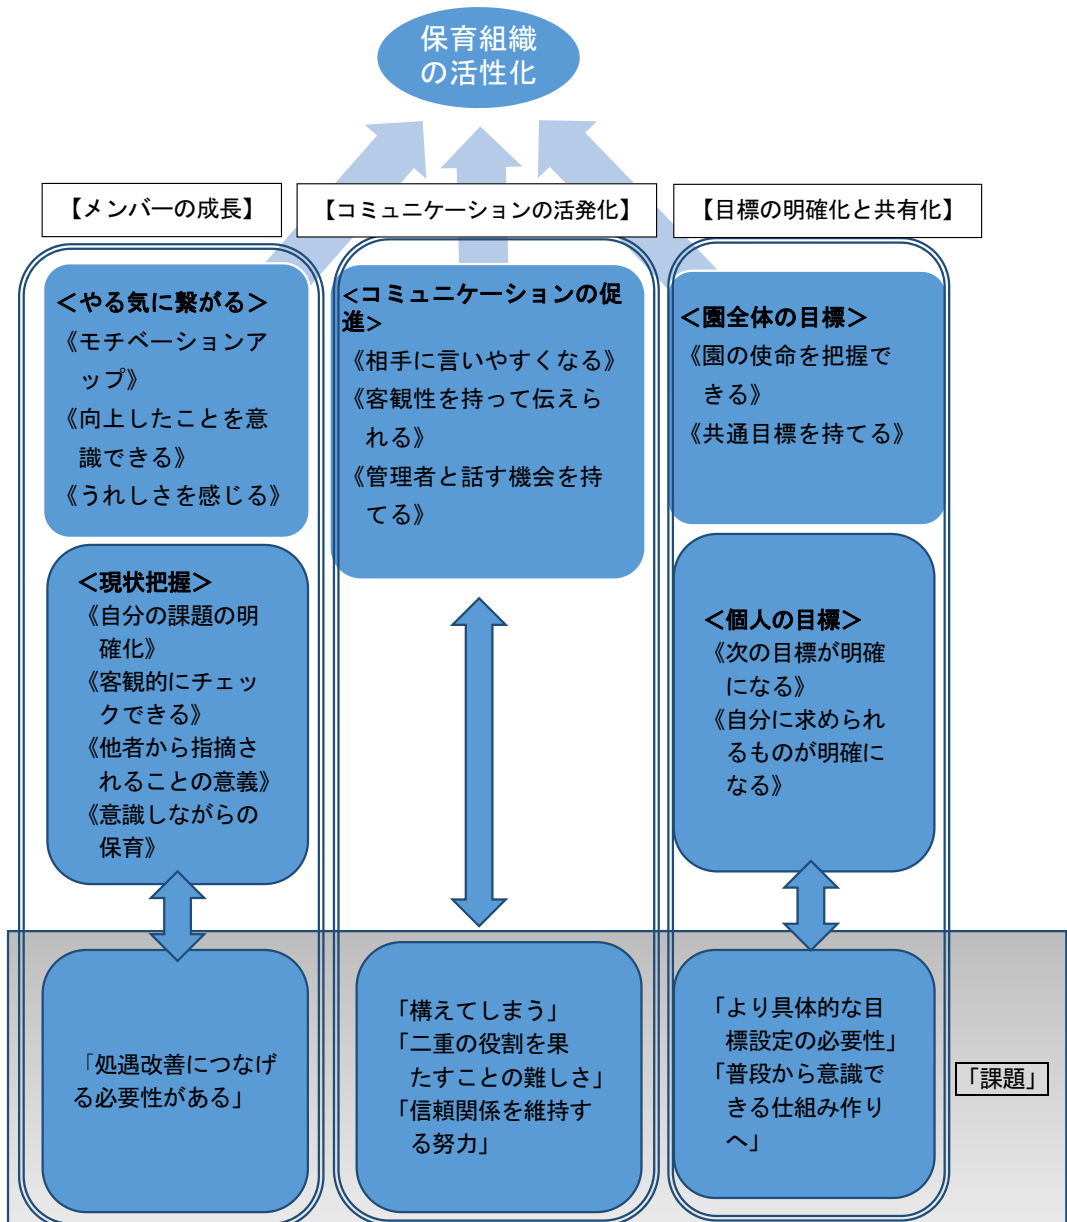 保育組織
の活性化
【メンバーの成長】
【コミュニケーションの活発化】
【目標の明確化と共有化】
＜やる気に繋がる＞
《モチベーションア
ップ》
《向上したことを意
識できる》
《うれしさを感じる》
<コミュニケーションの促
進>
《相手に言いやすくなる》
《客観性を持って伝えら
れる》
《管理者と話す機会を持
てる》
＜園全体の目標＞
《園の使命を把握で
きる》
《共通目標を持てる》
＜現状把握＞
《自分の課題の明
確化》
《客観的にチェッ
クできる》
《他者から指摘さ
れることの意義》
《意識しながらの
保育》
＜個人の目標＞
《次の目標が明確
になる》
《自分に求められ
るものが明確に
なる》
「処遇改善につなげ
る必要性がある」
「構えてしまう」
「二重の役割を果
たすことの難しさ」
「信頼関係を維持す
る努力」
「より具体的な目
標設定の必要性」
「普段から意識で
きる仕組み作り
へ」
「課題」